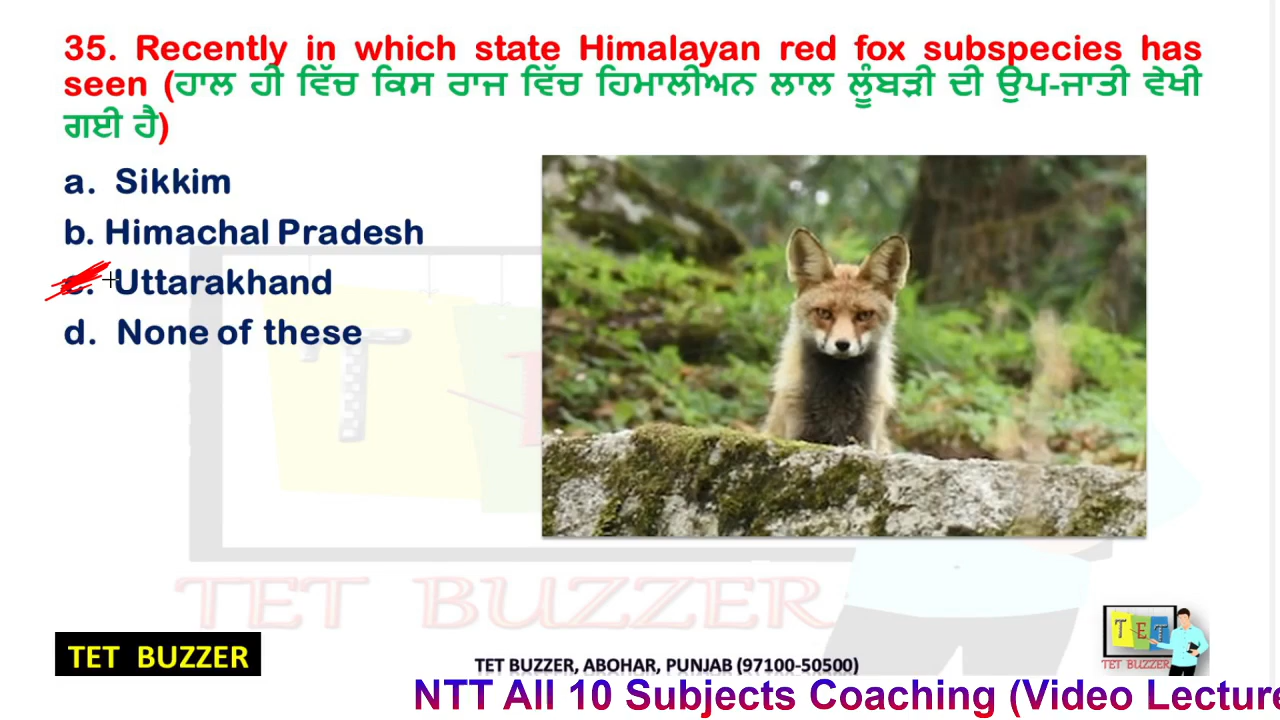 35. Recently in which state Himalayan red fox subspecies has
seen (ਹਾਲ ਹੀ ਵਿੱਚ ਕਿਸ ਰਾਜ ਵਿੱਚ ਹਿਮਾਲੀਅਨ ਲਾਲ ਲੂੰਬੜੀ ਦੀ ਉਪ-ਜਾਤੀ ਵੇਖੀ
ਗਈ ਹੈ)
a. Sikkim
b. Himachal Pradesh
Uttarakhand
d. None of these
TET BUZZER
TET
TET BUZZER
TET BUZZER
TET BUZZER, ABOHAR, PUNJAB (97100-50500)
NTT All 10 Subjects Coaching (Video Lecture